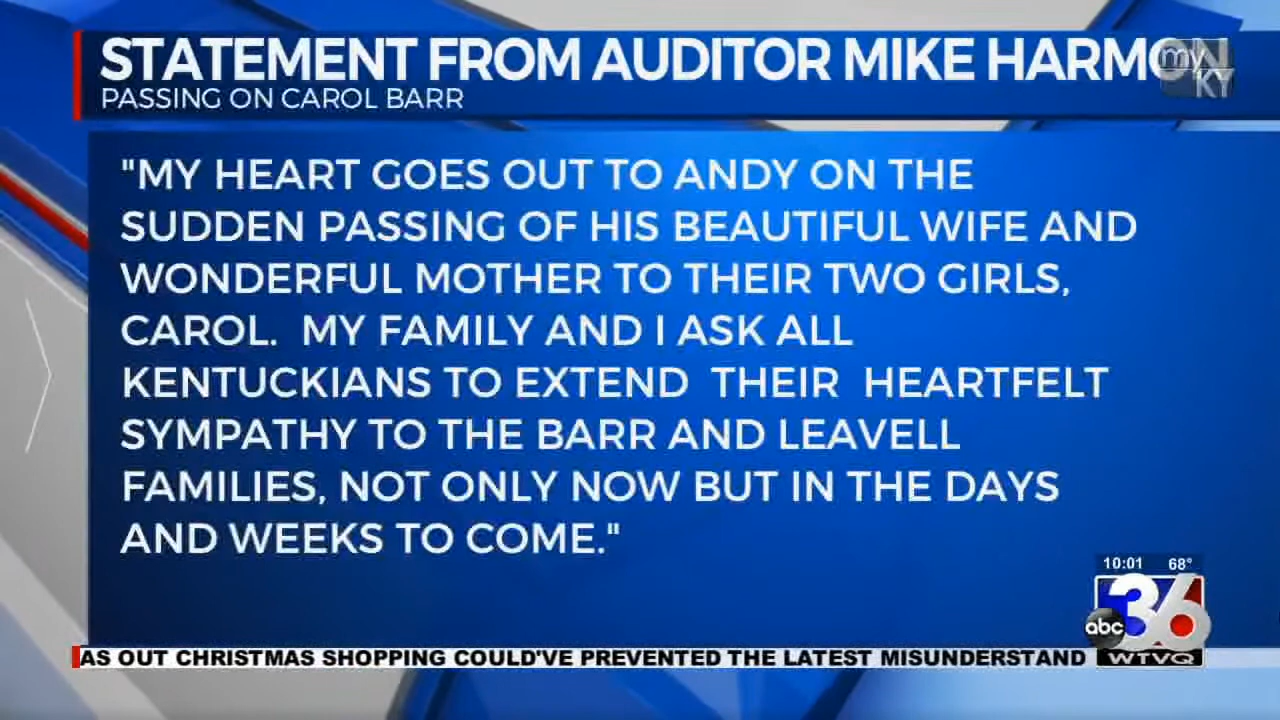 STATEMENT FROM AUDITOR MIKE HARMON
my
KY
PASSING ON CAROL BARR
"MY HEART GOES OUT TO ANDY ON THE
SUDDEN PASSING OF HIS BEAUTIFUL WIFE AND
WONDERFUL MOTHER TO THEIR TWO GIRLS,
CAROL.  MY FAMILY AND I ASK ALL
KENTUCKIANS TO EXTEND  THEIR  HEARTFELT
SYMPATHY TO THE BARR AND LEAVELL
FAMILIES, NOT ONLY NOW BUT IN THE DAYS
AND WEEKS TO COME."
10:01 68°
abc 36
WTVQ
AS OUT CHRISTMAS SHOPPING COULD'VE PREVENTED THE LATEST MISUNDERSTAND